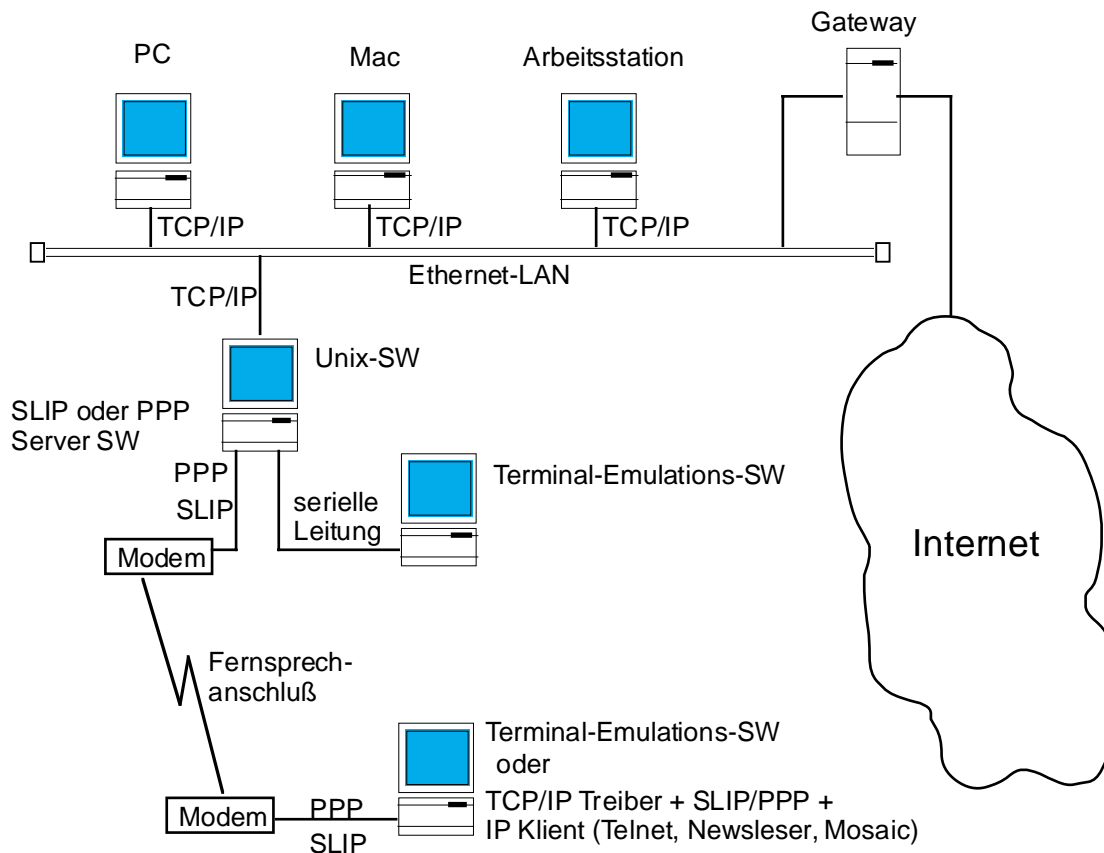 Gateway
PC
Mac
Arbeitsstation
TCP/IP
TCP/IP
TCP/IP
Ethernet-LAN
TCP/IP
Unix-SW
SLIP oder PPP
Server SW
PPP
SLIP
serielle
Leitung
Terminal-Emulations-SW
Modem
Internet
Fernsprech-
anschluß
Terminal-Emulations-SW
oder
TCP/IP Treiber + SLIP/PPP +
IP Klient (Telnet, Newsleser, Mosaic)
Modem
PPP
SLIP